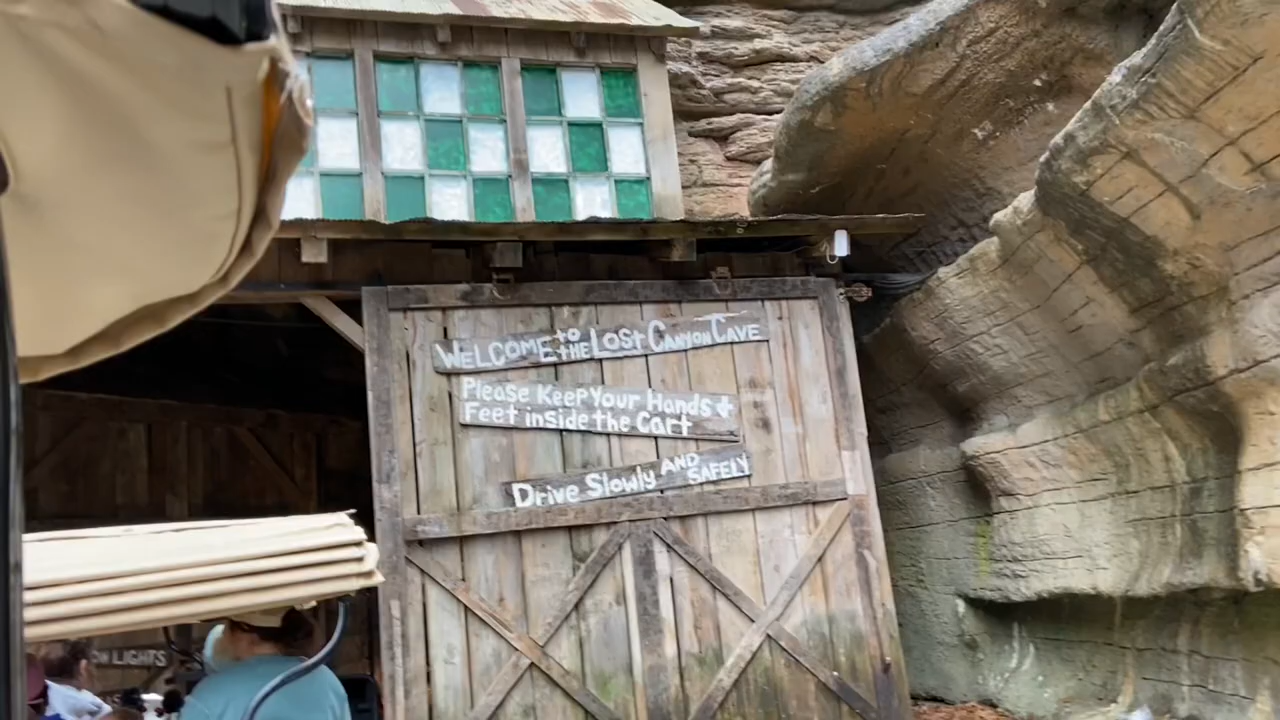 WELCOME TO THE LOST CANYON CAVE
Please Keep Your Hands +
Feet inside the Cart
Drive Slowly AND SAFELY
LIGHTS